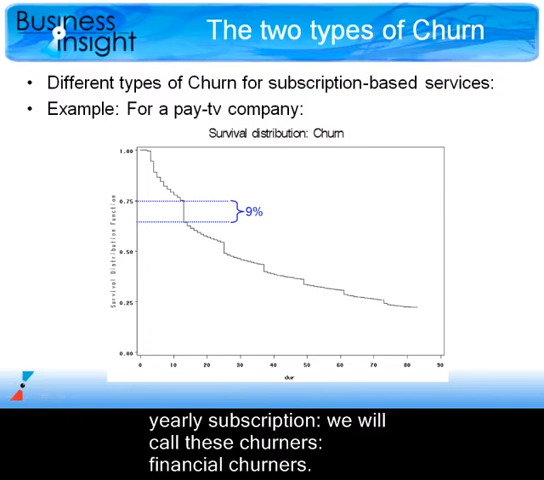 Business
insight
The two types of Churn
• Different types of Churn for subscription-based services:
• Example: For a pay-tv company:
Survival distribution: Churn
Survival Distribution Function
1.00
0.75
0.50
0.25
0.00
9%
0 10 20 30 40 50 60 70 80 90
dur
yearly subscription: we will
call these churners:
financial churners.